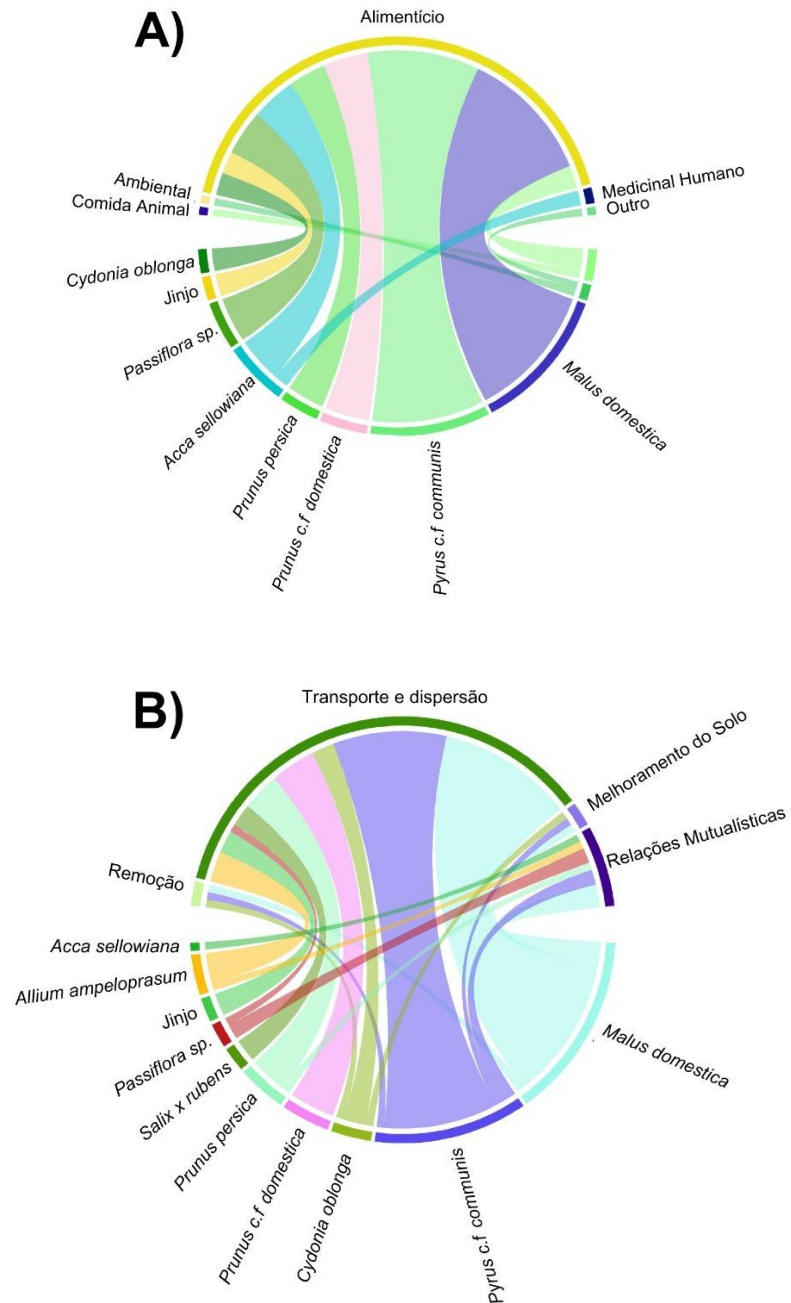 A)
Alimentício
Ambiental
Comida Animal
Medicinal Humano
Outro
Cydonia oblonga
Jinjo
Passiflora sp.
Acca sellowiana
Prunus persica
Prunus c.f domestica
Pyrus c.f communis
Malus domestica
B)
Transporte e dispersão
Melhoramento do Solo
Relações Mutualísticas
Remoção
Acca sellowiana
Allium ampeloprasum
Jinjo
Passiflora sp.
Salix x rubens
Prunus persica
Prunus c.f domestica
Cydonia oblonga
Pyrus c.f communis
Malus domestica